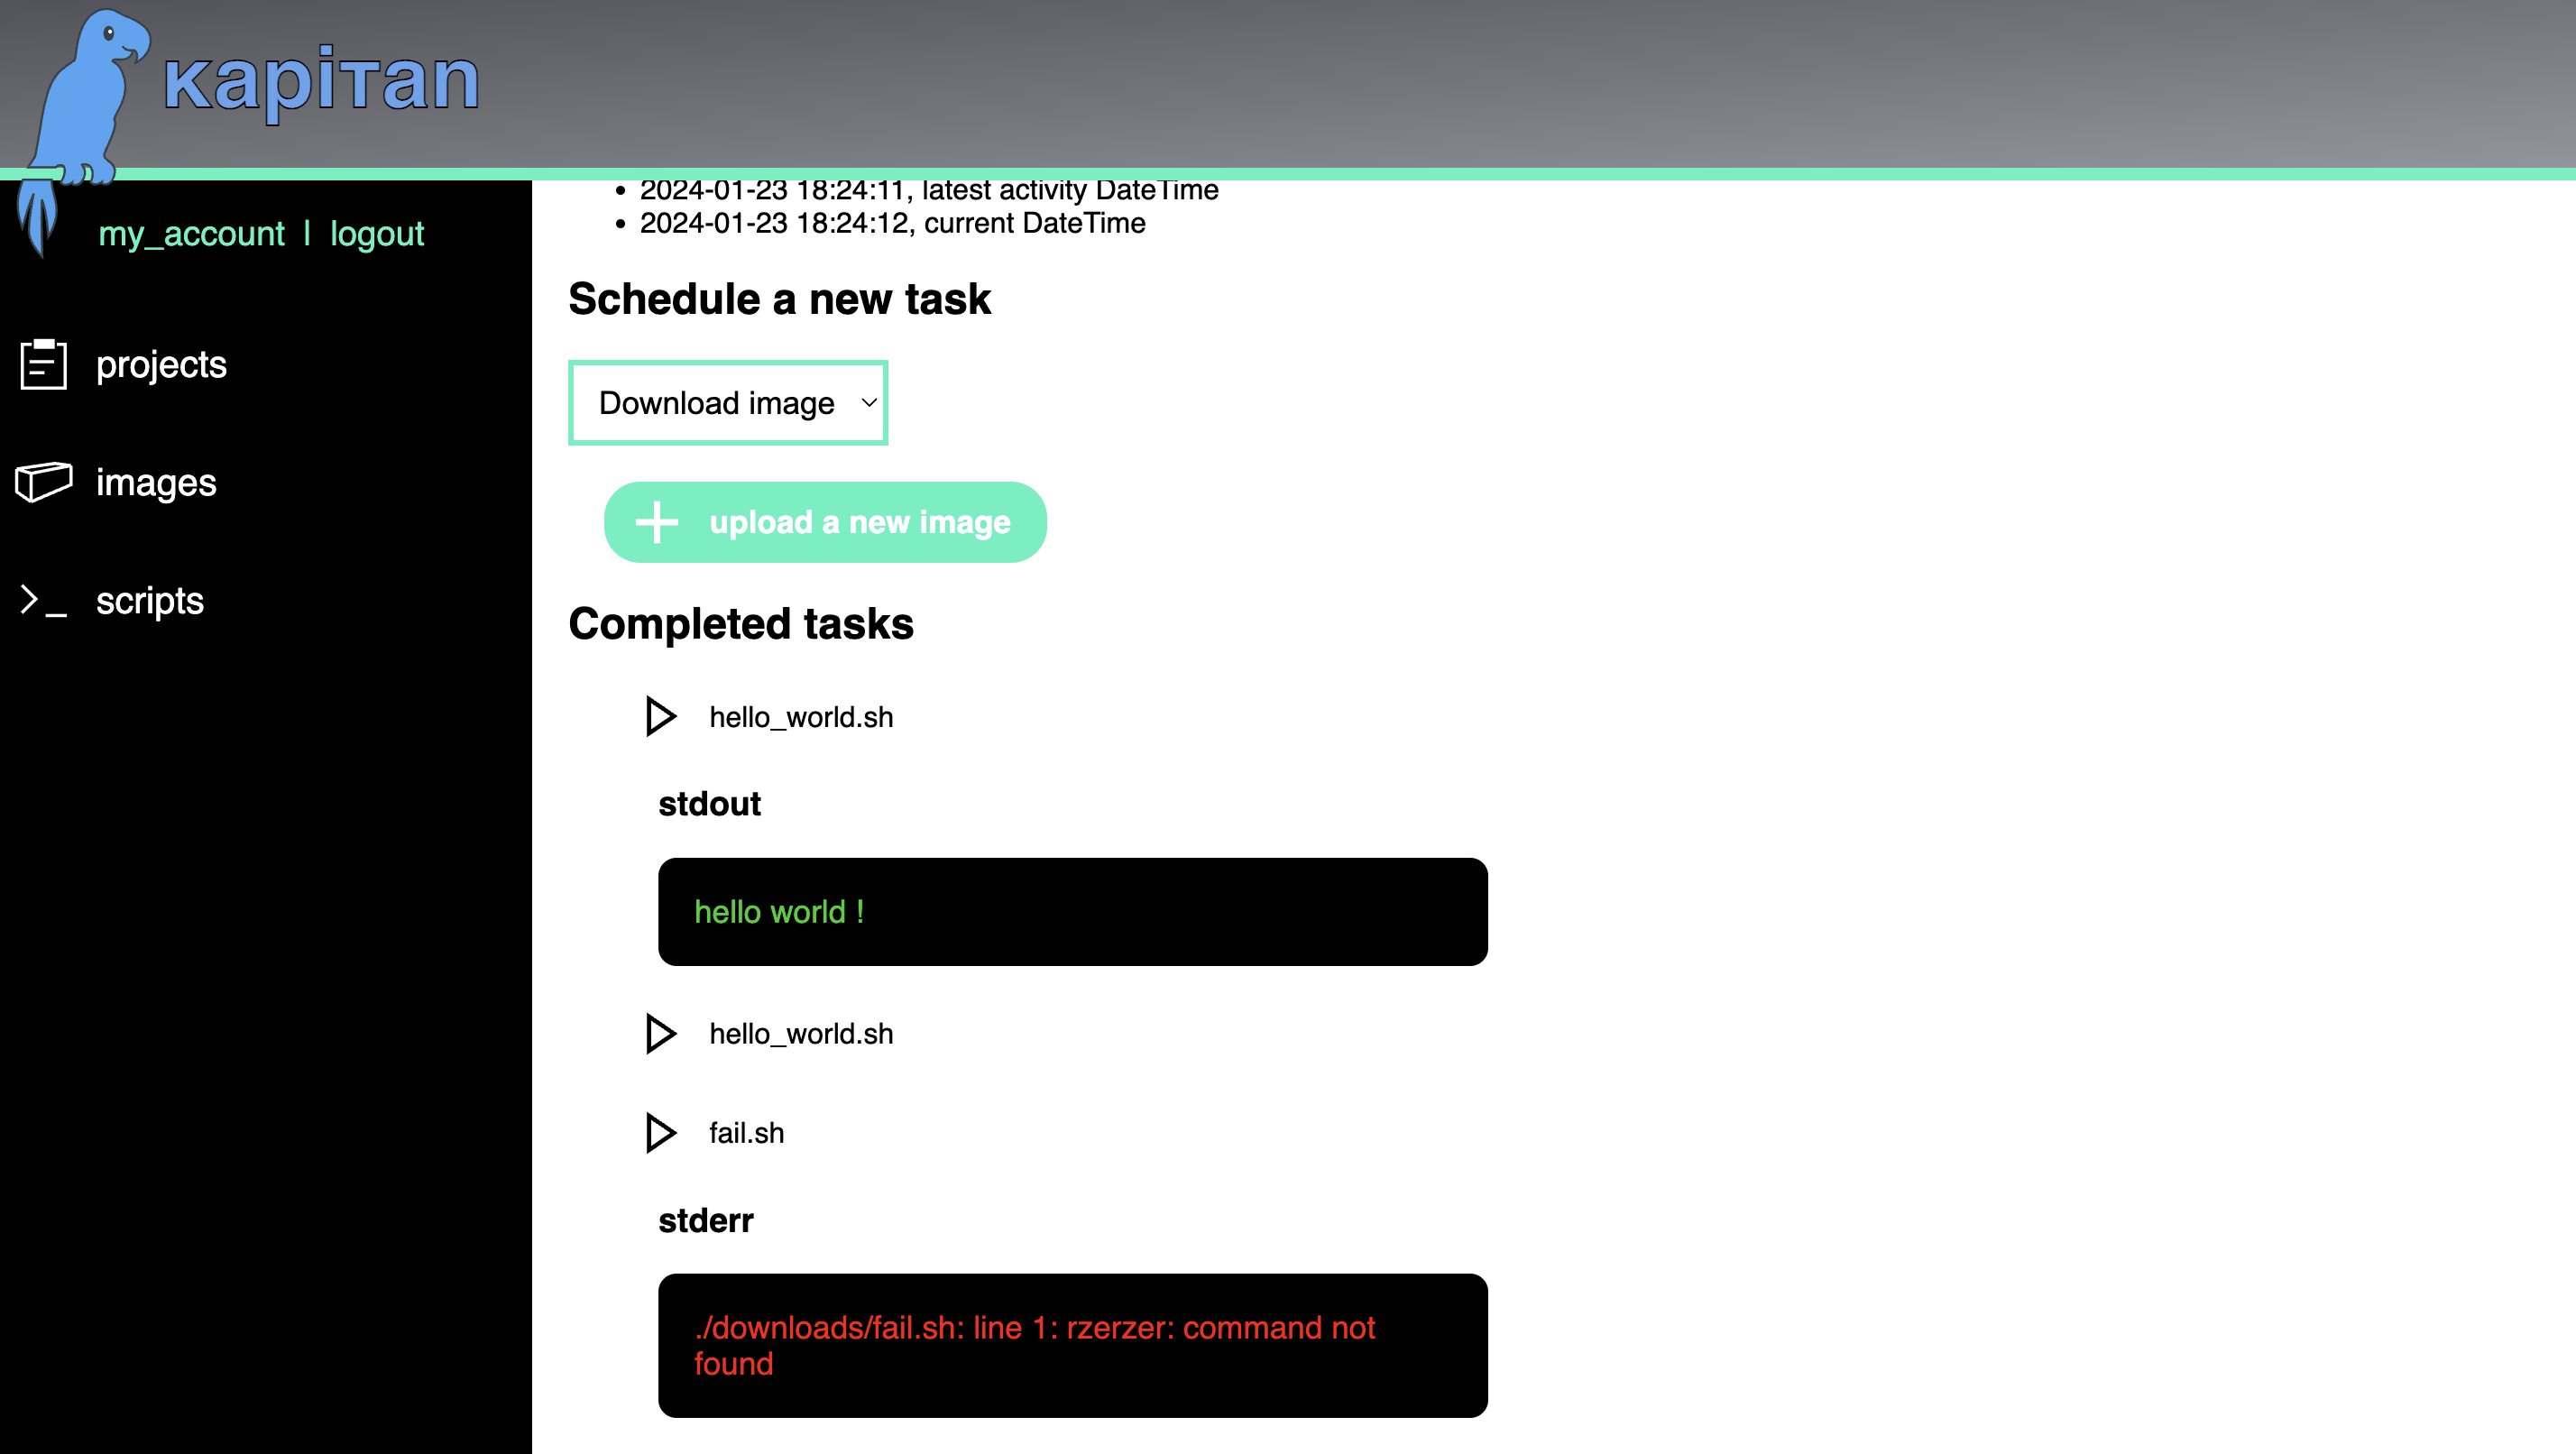 кapiтan
2024-01-23 18:24:11, latest activity DateTime
2024-01-23 18:24:12, current DateTime
my_account | logout
projects
images
scripts
Schedule a new task
Download image
upload a new image
Completed tasks
hello_world.sh
stdout
hello world !
hello_world.sh
fail.sh
stderr
./downloads/fail.sh: line 1: rzerzer: command not
found